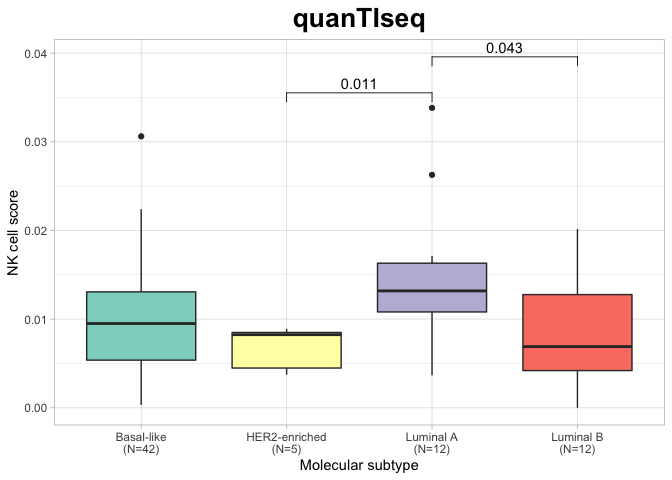 quanTIseq
0.04
0.03
0.02
0.01
0.00
NK cell score
0.011
0.043
Basal-like
(N=42)
HER2-enriched
(N=5)
Luminal A
(N=12)
Luminal B
(N=12)
Molecular subtype